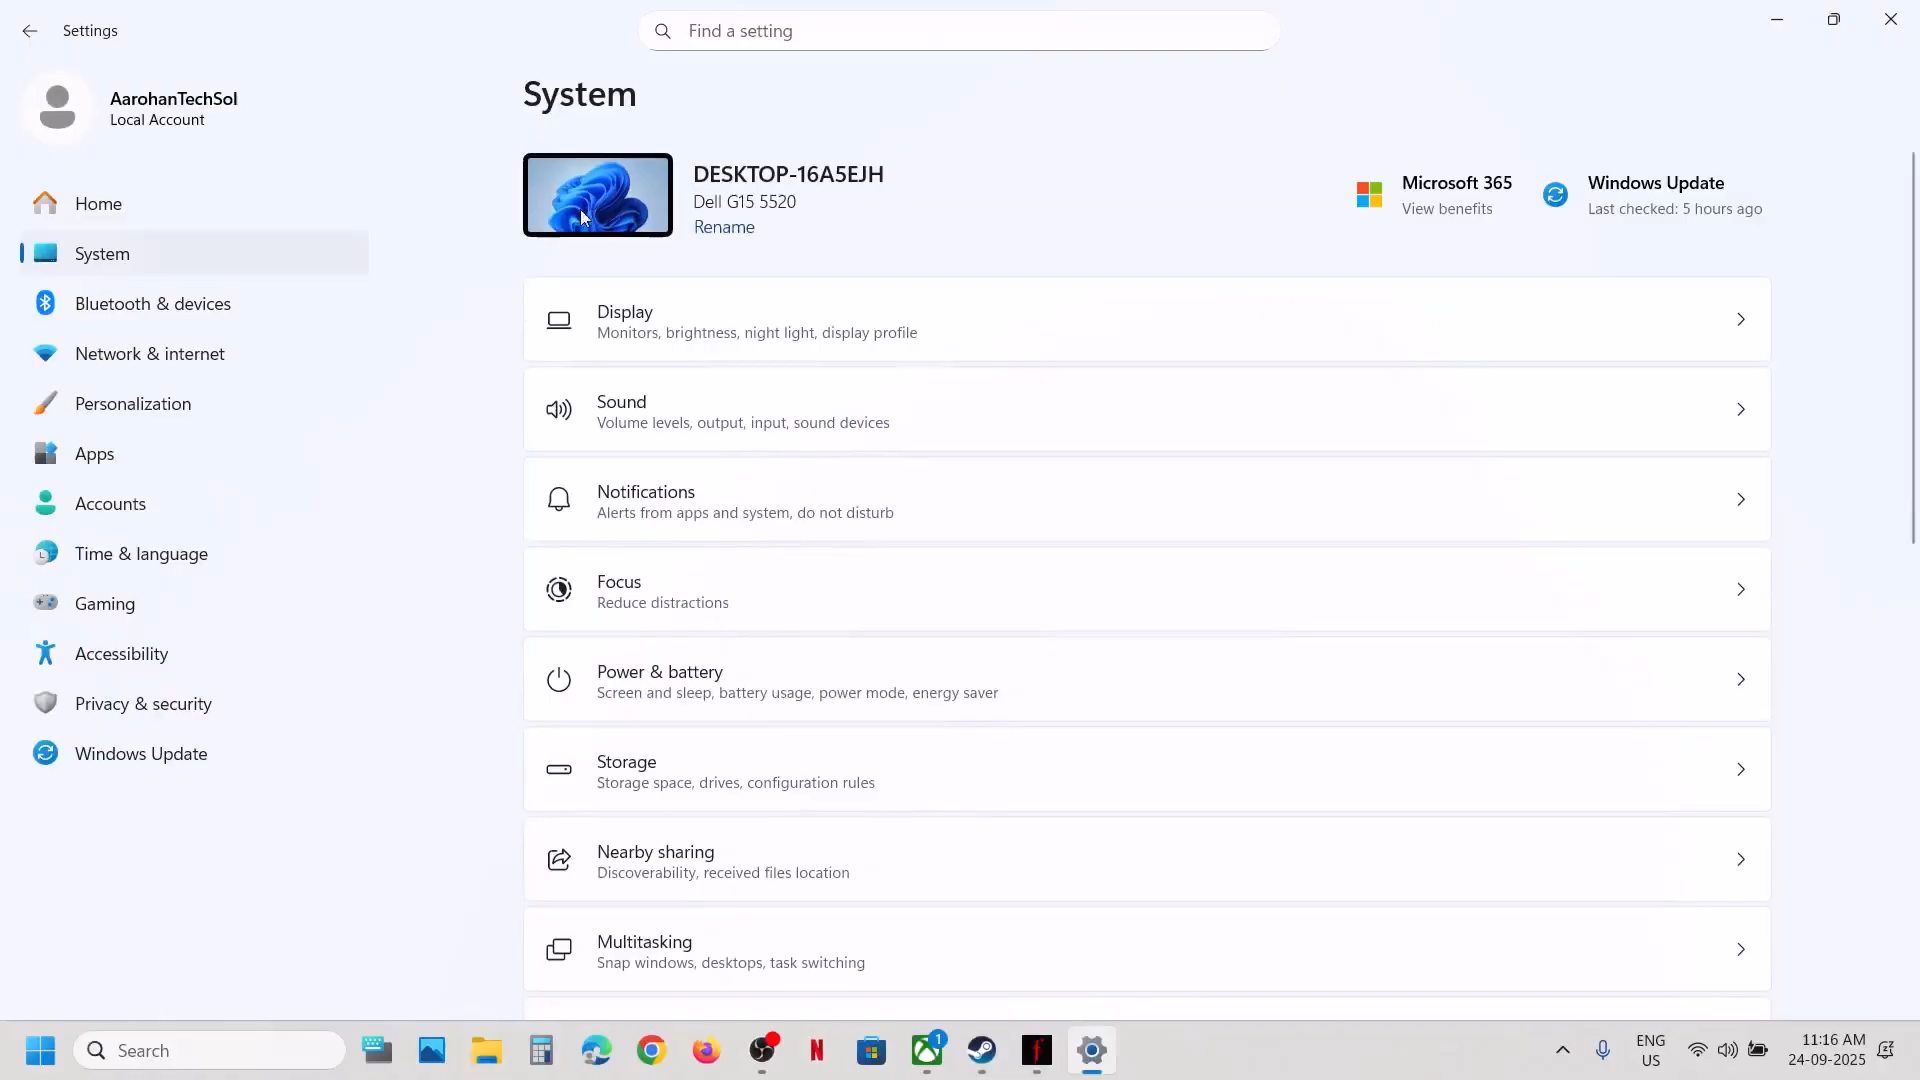 Settings
Find a setting
AarohanTechSol
Local Account
Home
System
Bluetooth & devices
Network & internet
Personalization
Apps
Accounts
Time & language
Gaming
Accessibility
Privacy & security
Windows Update
System
DESKTOP-16A5EJH
Dell G15 5520
Rename
Microsoft 365
View benefits
Windows Update
Last checked: 5 hours ago
Display
Monitors, brightness, night light, display profile
Sound
Volume levels, output, input, sound devices
Notifications
Alerts from apps and system, do not disturb
Focus
Reduce distractions
Power & battery
Screen and sleep, battery usage, power mode, energy saver
Storage
Storage space, drives, configuration rules
Nearby sharing
Discoverability, received files location
Multitasking
Snap windows, desktops, task switching
Search
1
ENG
US
11:16 AM
24-09-2025